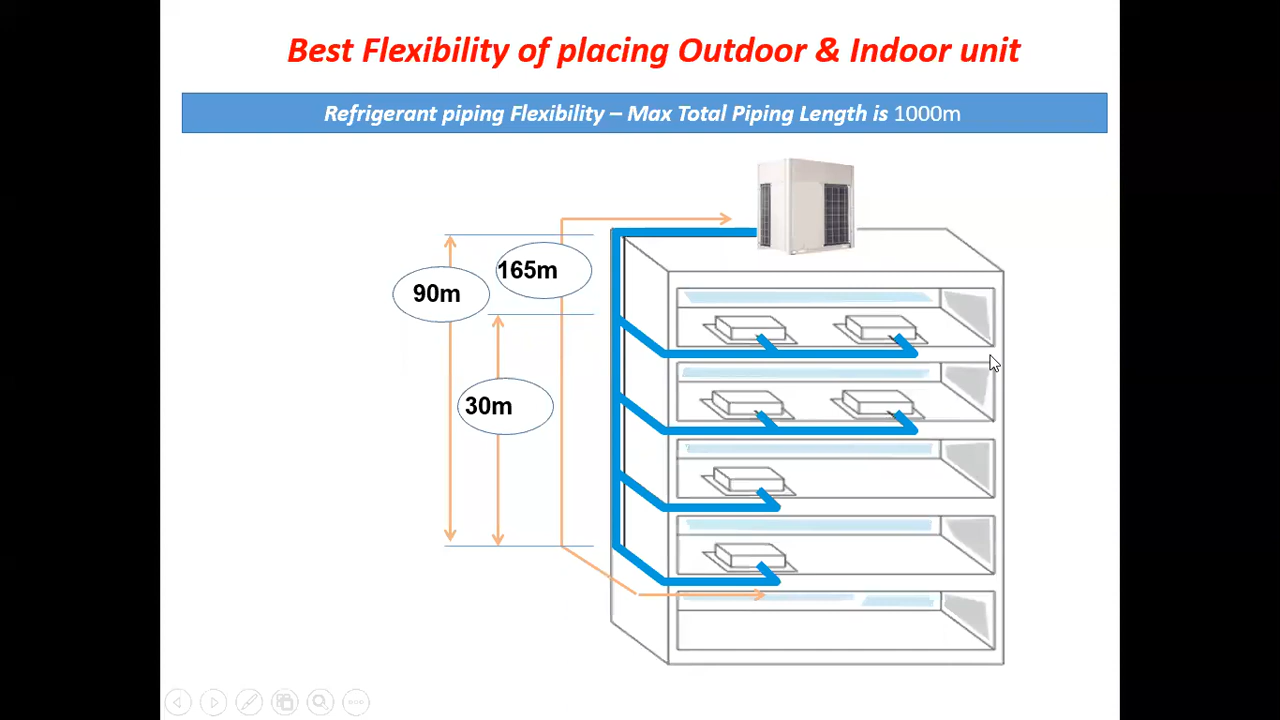 Best Flexibility of placing Outdoor & Indoor unit
Refrigerant piping Flexibility – Max Total Piping Length is 1000m
165m
90m
30m